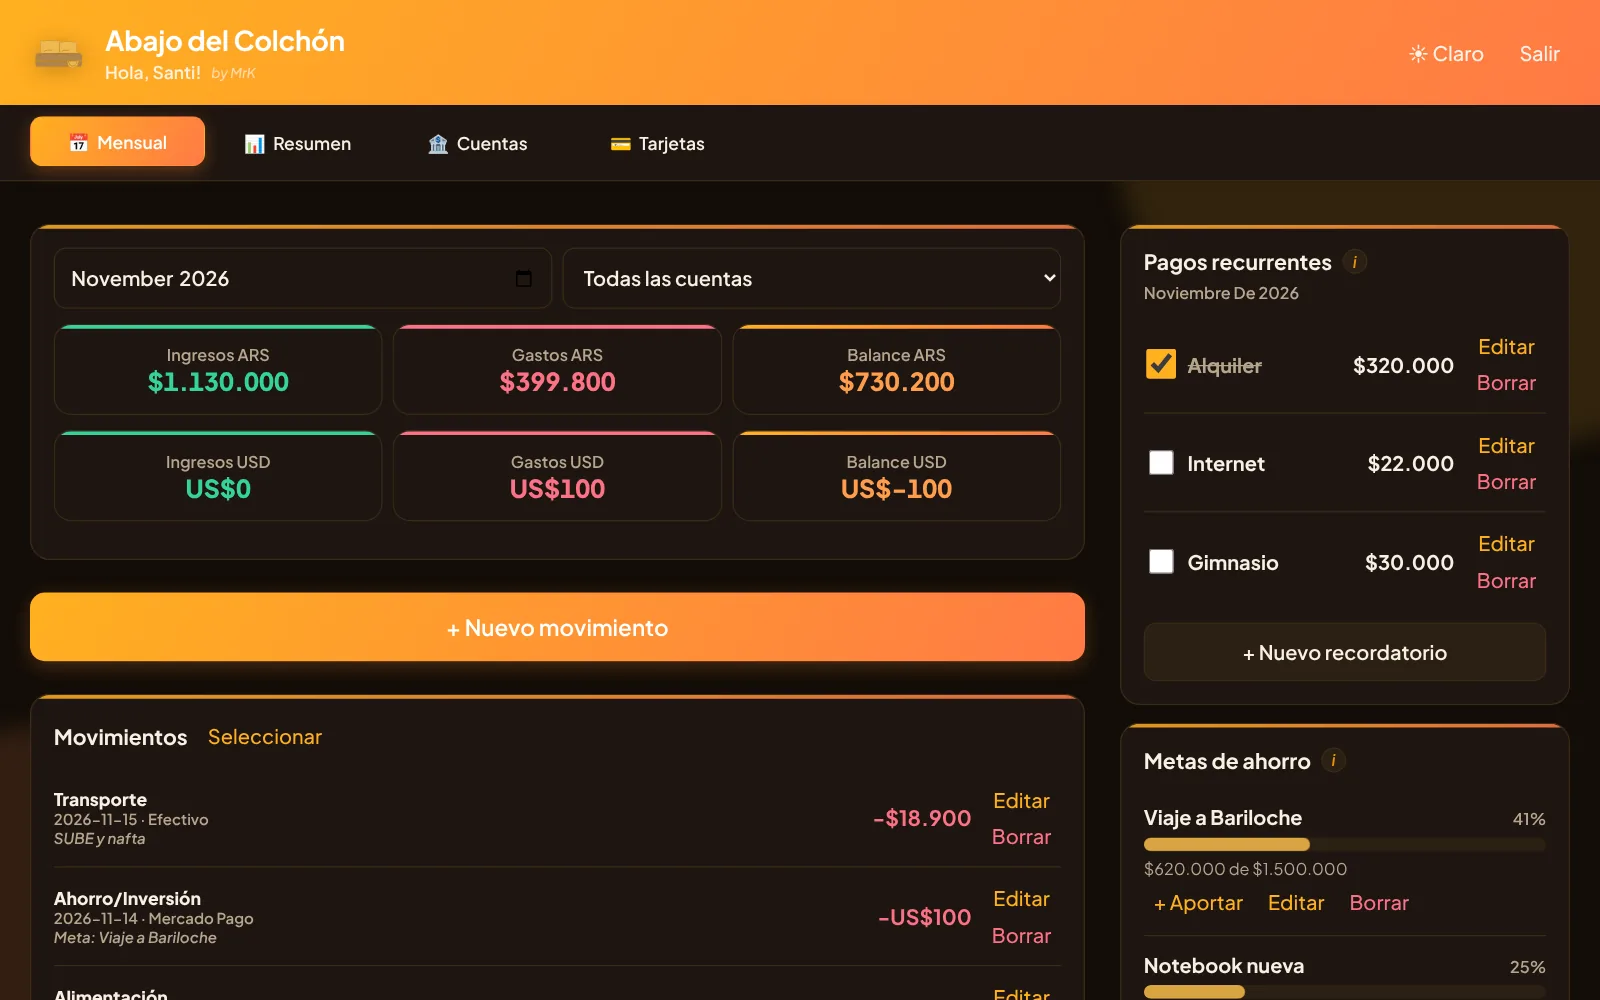 Abajo del Colchón
Hola, Santi! by MrK
Claro
Salir
Mensual
Resumen
Cuentas
Tarjetas
November 2026
Todas las cuentas
Ingresos ARS
$1.130.000
Gastos ARS
$399.800
Balance ARS
$730.200
Ingresos USD
US$0
Gastos USD
US$100
Balance USD
US$-100
+ Nuevo movimiento
Movimientos
Seleccionar
Transporte
2026-11-15 · Efectivo
SUBE y nafta
-$18.900
Editar
Borrar
Ahorro/Inversión
2026-11-14 · Mercado Pago
Meta: Viaje a Bariloche
-US$100
Editar
Borrar
Alimentación
Editar
Pagos recurrentes i
Noviembre De 2026
Alquiler
$320.000
Editar
Borrar
Internet
$22.000
Editar
Borrar
Gimnasio
$30.000
Editar
Borrar
+ Nuevo recordatorio
Metas de ahorro i
Viaje a Bariloche
41%
$620.000 de $1.500.000
+ Aportar
Editar
Borrar
Notebook nueva
25%